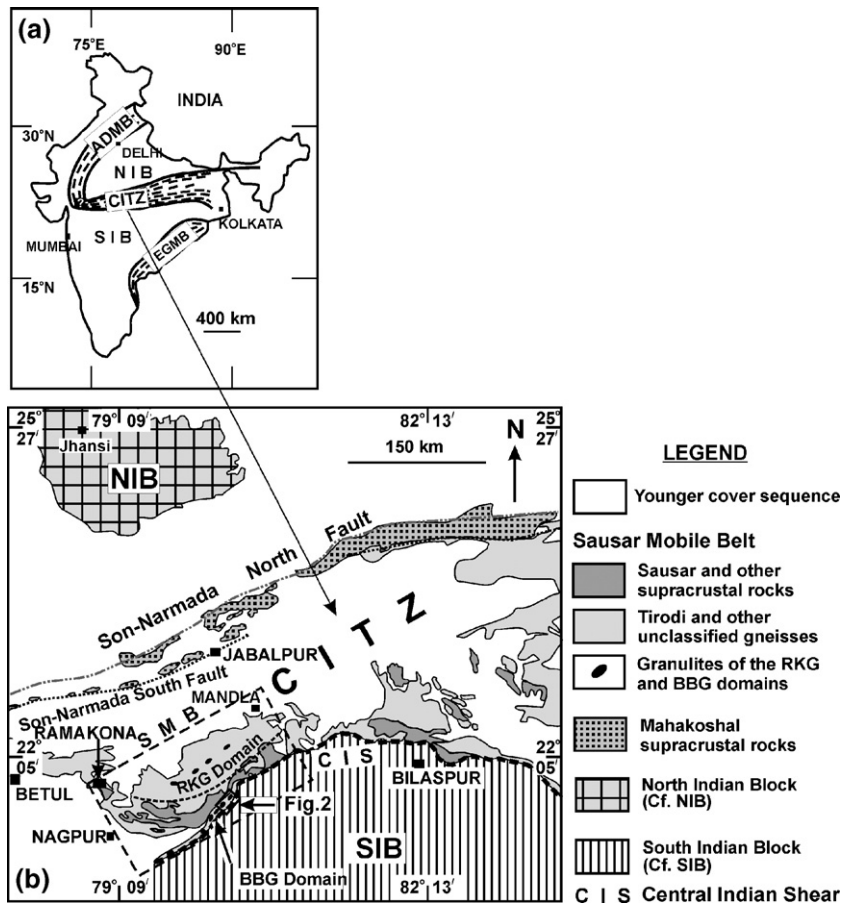 (a)
75°E
90°E
INDIA
30°N
ADMB
DELHI
NIB
CITZ
KOLKATA
SIB
MUMBAI
EGMB
15°N
400 km
25°
27′
79° 09′
82° 13′
25°
27′
Jhansi
150 km
N
NIB
Son-Narmada North Fault
CITZ
JABALPUR
Son-Narmada South Fault
MANDLA
SMB
RAMAKONA
22°
05′
RKG Domain
CIS
22°
05′
BILASPUR
BETUL
Fig.2
NAGPUR
SIB
(b)
BBG Domain
79° 09′
82° 13′
LEGEND
Younger cover sequence
Sausar Mobile Belt
Sausar and other
supracrustal rocks
Tirodi and other
unclassified gneisses
Granulites of the RKG
and BBG domains
Mahakoshal
supracrustal rocks
North Indian Block
(Cf. NIB)
South Indian Block
(Cf. SIB)
CIS Central Indian Shear